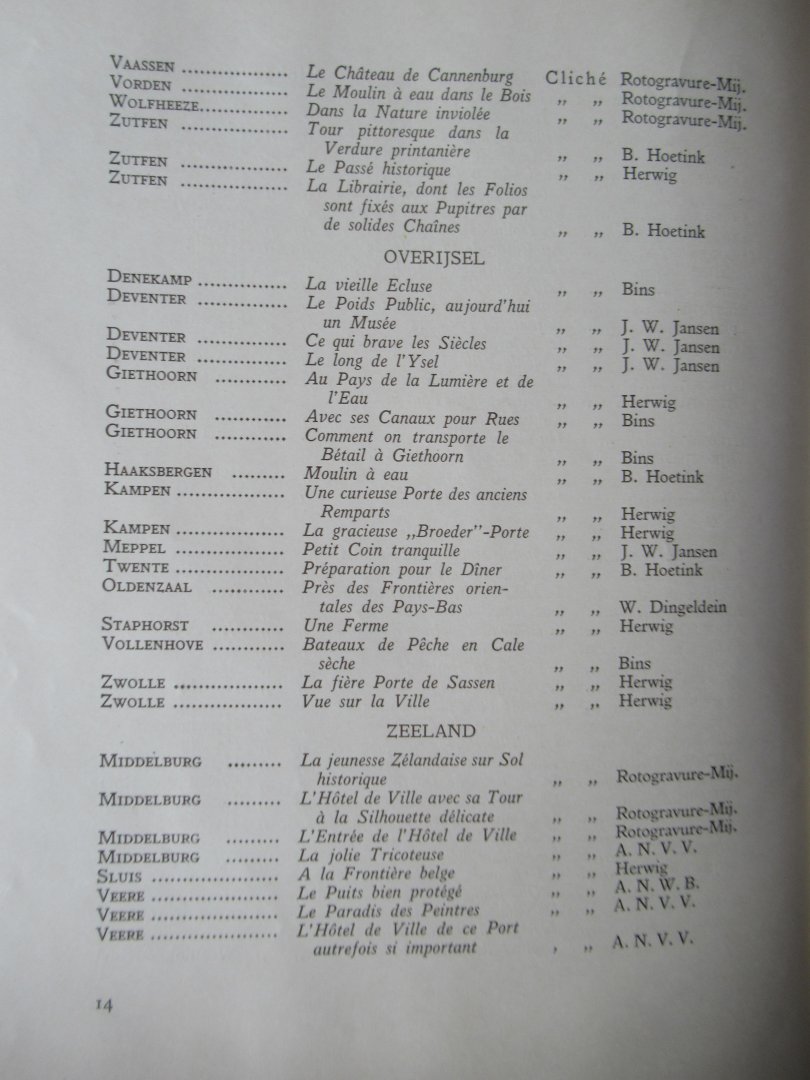 VAASSEN .................. Le Château de Cannenburg Cliché Rotogravure-Mij.
VORDEN .................. Le Moulin à eau dans le Bois „ „ Rotogravure-Mij.
WOLFHEEZE............... Dans la Nature inviolée „ „ Rotogravure-Mij.
ZUTFEN .................. Tour pittoresque dans la
Verdure printanière „ „ B. Hoetink
ZUTFEN .................. Le Passé historique „ „ Herwig
ZUTFEN .................. La Librairie, dont les Folios
sont fixés aux Pupitres par
de solides Chaînes „ „ B. Hoetink
OVERIJSEL
DENEKAMP ............... La vieille Ecluse „ „ Bins
DEVENTER ............... Le Poids Public, aujourd'hui
un Musée „ „ J. W. Jansen
DEVENTER ............... Ce qui brave les Siècles „ „ J. W. Jansen
DEVENTER ............... Le long de l'Ysel „ „ J. W. Jansen
GIETHOORN ............ Au Pays de la Lumière et de
l'Eau „ „ Herwig
GIETHOORN ............ Avec ses Canaux pour Rues „ „ Bins
GIETHOORN ............ Comment on transporte le
Bétail à Giethoorn „ „ Bins
HAAKSBERGEN ......... Moulin à eau „ „ B. Hoetink
KAMPEN .................. Une curieuse Porte des anciens
Remparts „ „ Herwig
KAMPEN .................. La gracieuse „Broeder”-Porte „ „ Herwig
MEPPEL .................. Petit Coin tranquille „ „ J. W. Jansen
TWENTE .................. Préparation pour le Dîner „ „ B. Hoetink
OLDENZAAL ............ Près des Frontières orien-
tales des Pays-Bas „ „ W. Dingeldein
STAPHORST ............ Une Ferme „ „ Herwig
VOLLENHOVE ............ Bateaux de Pêche en Cale
sèche „ „ Bins
ZWOLLE .................. La fière Porte de Sassen „ „ Herwig
ZWOLLE .................. Vue sur la Ville „ „ Herwig
ZEELAND
MIDDELBURG ......... La jeunesse Zélandaise sur Sol
historique „ „ Rotogravure-Mij.
MIDDELBURG ......... L'Hôtel de Ville avec sa Tour
à la Silhouette délicate „ „ Rotogravure-Mij.
MIDDELBURG ......... L'Entrée de l'Hôtel de Ville „ „ Rotogravure-Mij.
MIDDELBURG ......... La jolie Tricoteuse „ „ A. N. V. V.
SLUIS ..................... A la Frontière belge „ „ Herwig
VEERE ..................... Le Puits bien protégé „ „ A. N. W. B.
VEERE ..................... Le Paradis des Peintres „ „ A. N. V. V.
VEERE ..................... L'Hôtel de Ville de ce Port
autrefois si important , „ A. N. V. V.
14